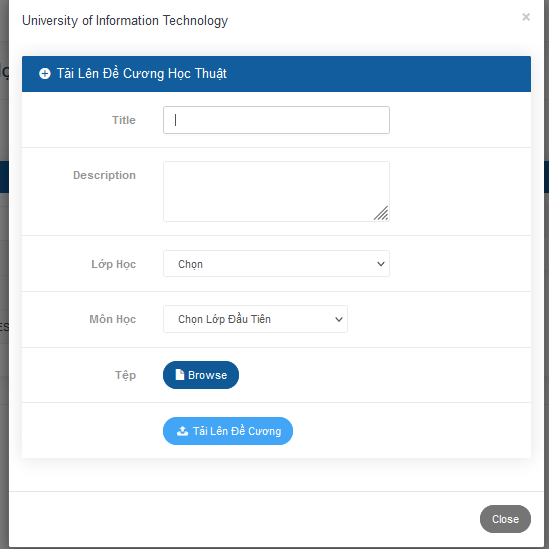 University of Information Technology ×
Tải Lên Đề Cương Học Thuật
Title
Description
Lớp Học Chọn
Môn Học Chọn Lớp Đầu Tiên
Tệp Browse
Tải Lên Đề Cương
Close